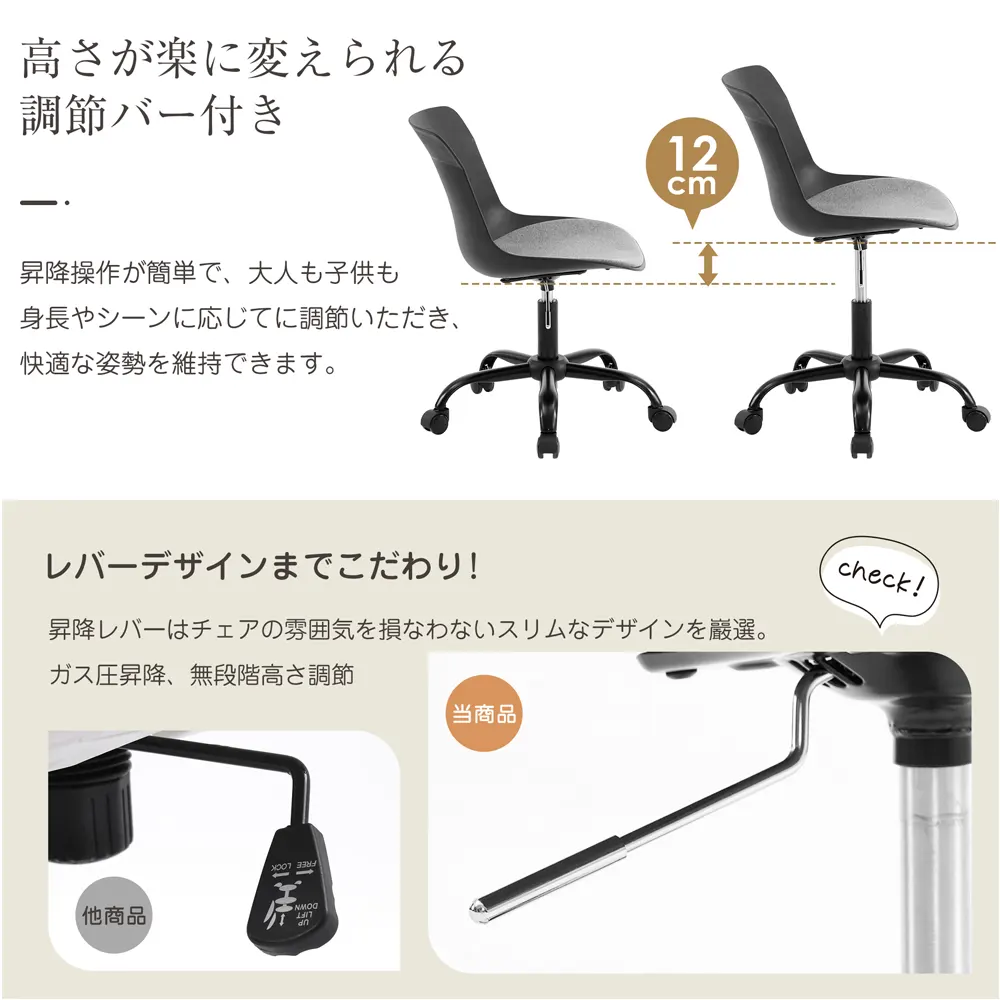 高さが楽に変えられる
調節バー付き
12
cm
昇降操作が簡単で、大人も子供も
身長やシーンに応じてに調節いただき、
快適な姿勢を維持できます。
レバーデザインまでこだわり!
check!
昇降レバーはチェアの雰囲気を損なわないスリムなデザインを厳選。
ガス圧昇降、無段階高さ調節
当商品
他商品
FREE LOCK
UP
LIFT
DOWN